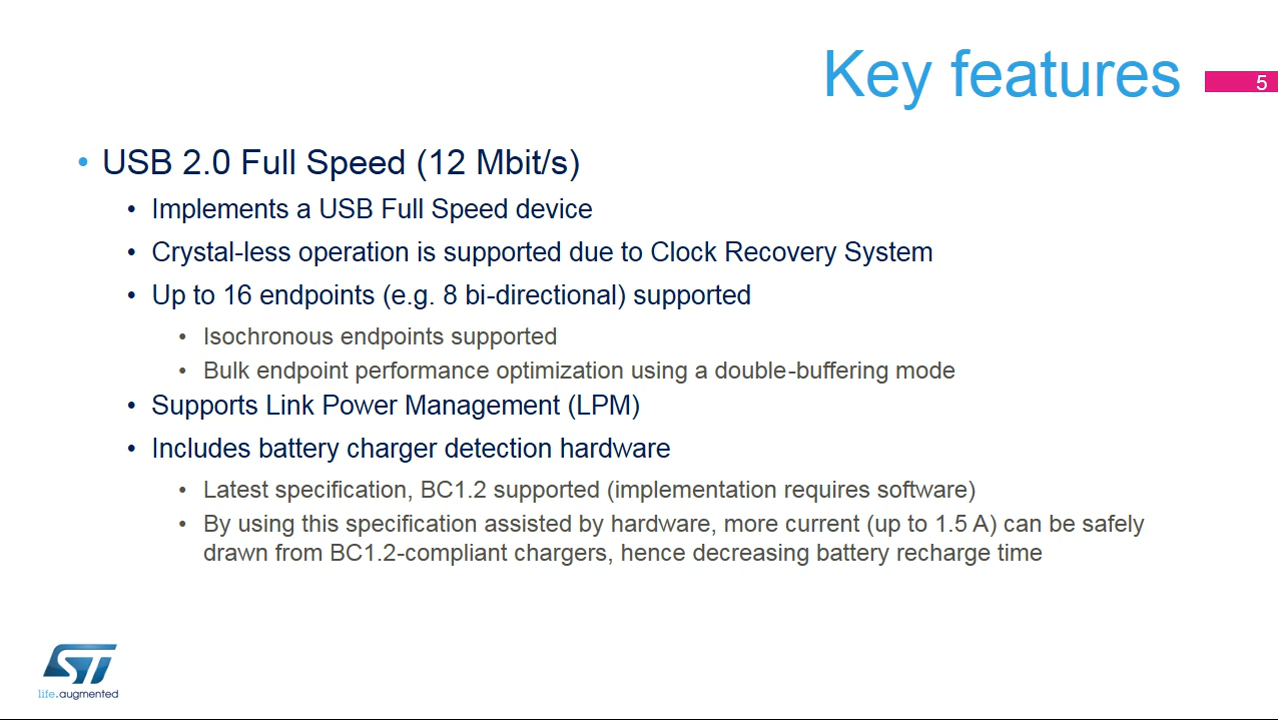 Key features
5
• USB 2.0 Full Speed (12 Mbit/s)
• Implements a USB Full Speed device
• Crystal-less operation is supported due to Clock Recovery System
• Up to 16 endpoints (e.g. 8 bi-directional) supported
• Isochronous endpoints supported
• Bulk endpoint performance optimization using a double-buffering mode
• Supports Link Power Management (LPM)
• Includes battery charger detection hardware
• Latest specification, BC1.2 supported (implementation requires software)
• By using this specification assisted by hardware, more current (up to 1.5 A) can be safely
drawn from BC1.2-compliant chargers, hence decreasing battery recharge time
ST
life.augmented